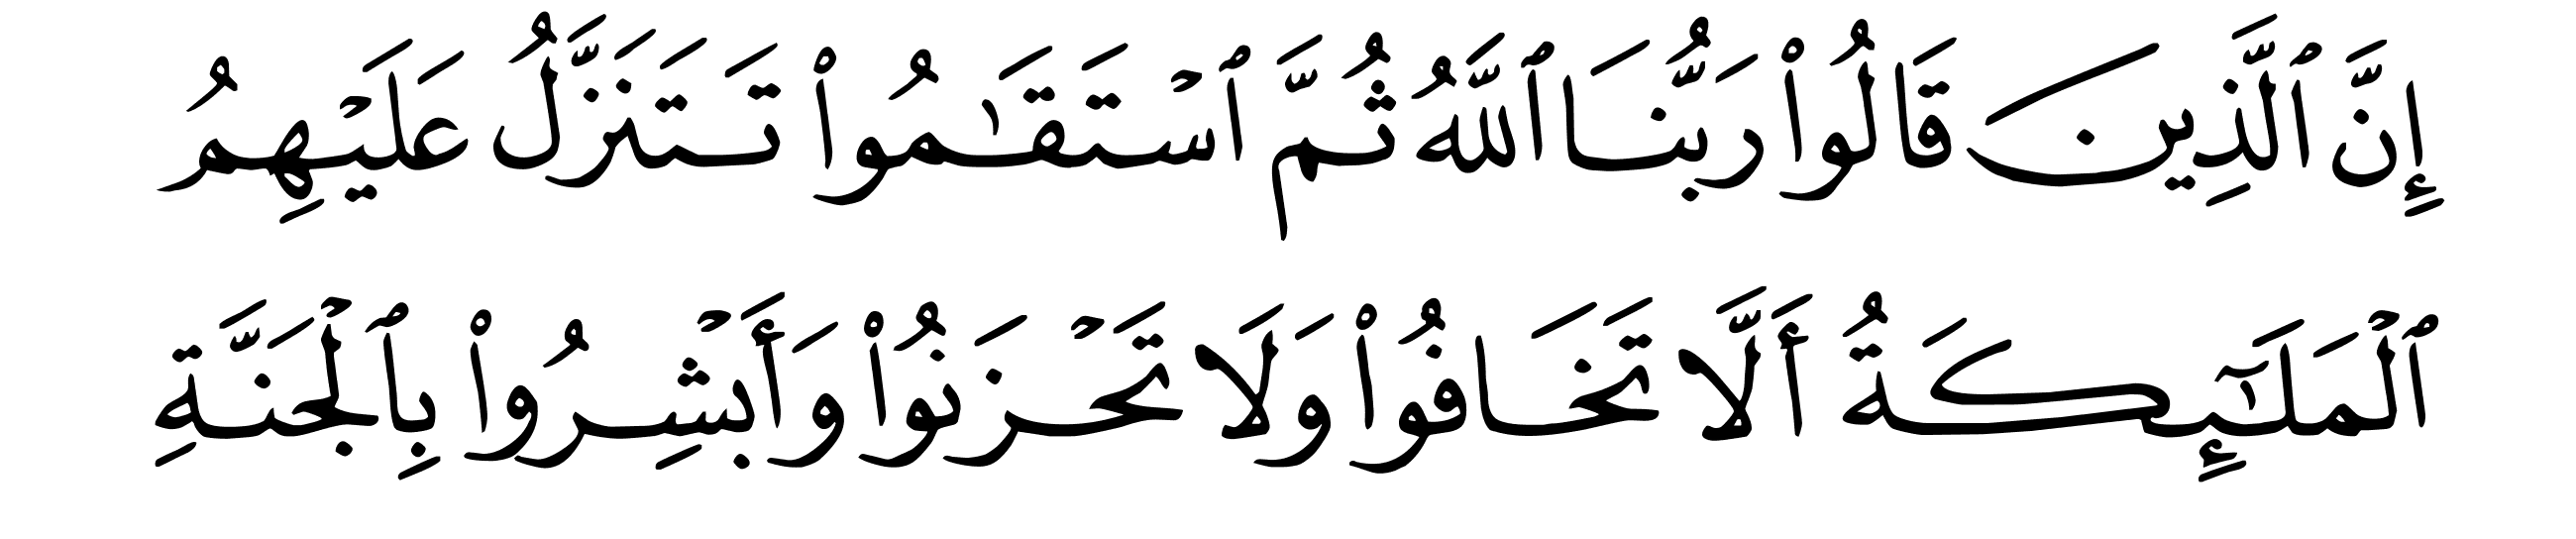 إِنَّ ٱلَّذِينَ قَالُوا۟ رَبُّنَا ٱللَّهُ ثُمَّ ٱسْتَقَـٰمُوا۟ تَتَنَزَّلُ عَلَيْهِمُ
ٱلْمَلَـٰٓئِكَةُ أَلَّا تَخَافُوا۟ وَلَا تَحْزَنُوا۟ وَأَبْشِرُوا۟ بِٱلْجَنَّةِ